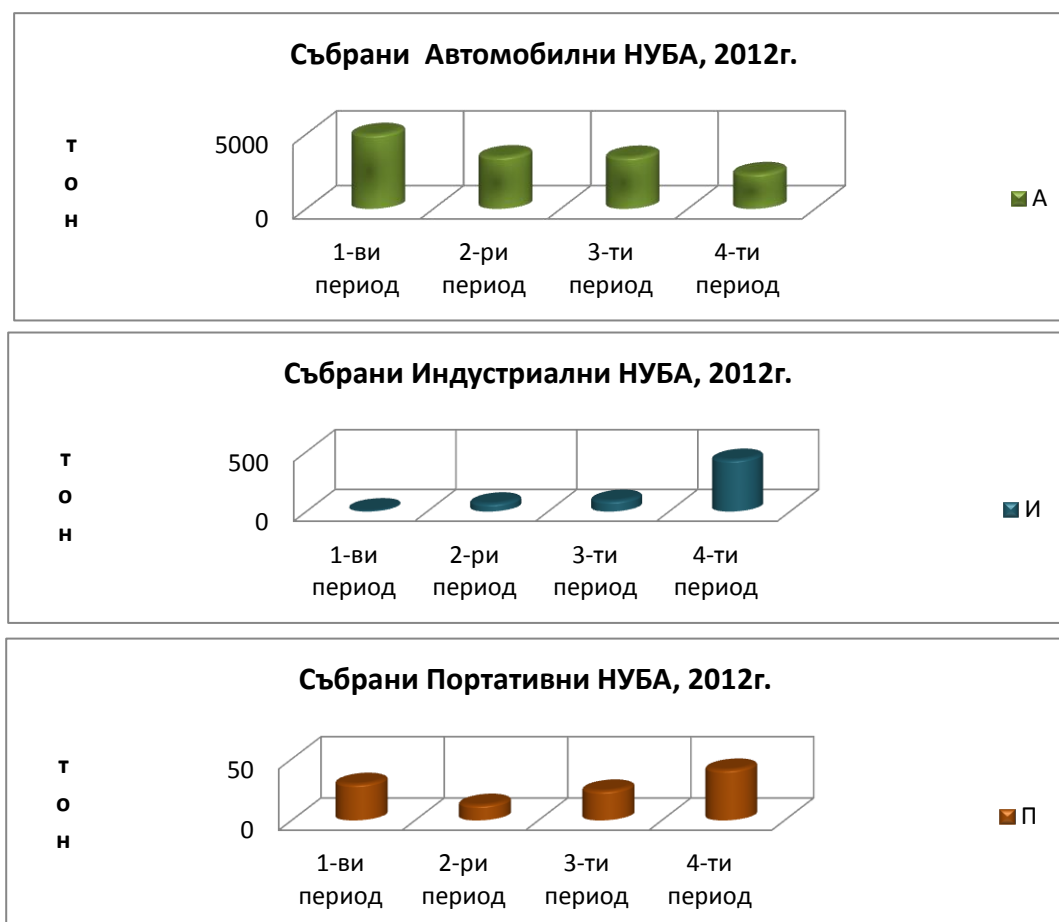 Събрани Автомобилни НУБА, 2012г.
т
о
н
5000
0
1-ви период
2-ри период
3-ти период
4-ти период
А
Събрани Индустриални НУБА, 2012г.
т
о
н
500
0
1-ви период
2-ри период
3-ти период
4-ти период
И
Събрани Портативни НУБА, 2012г.
т
о
н
50
0
1-ви период
2-ри период
3-ти период
4-ти период
П